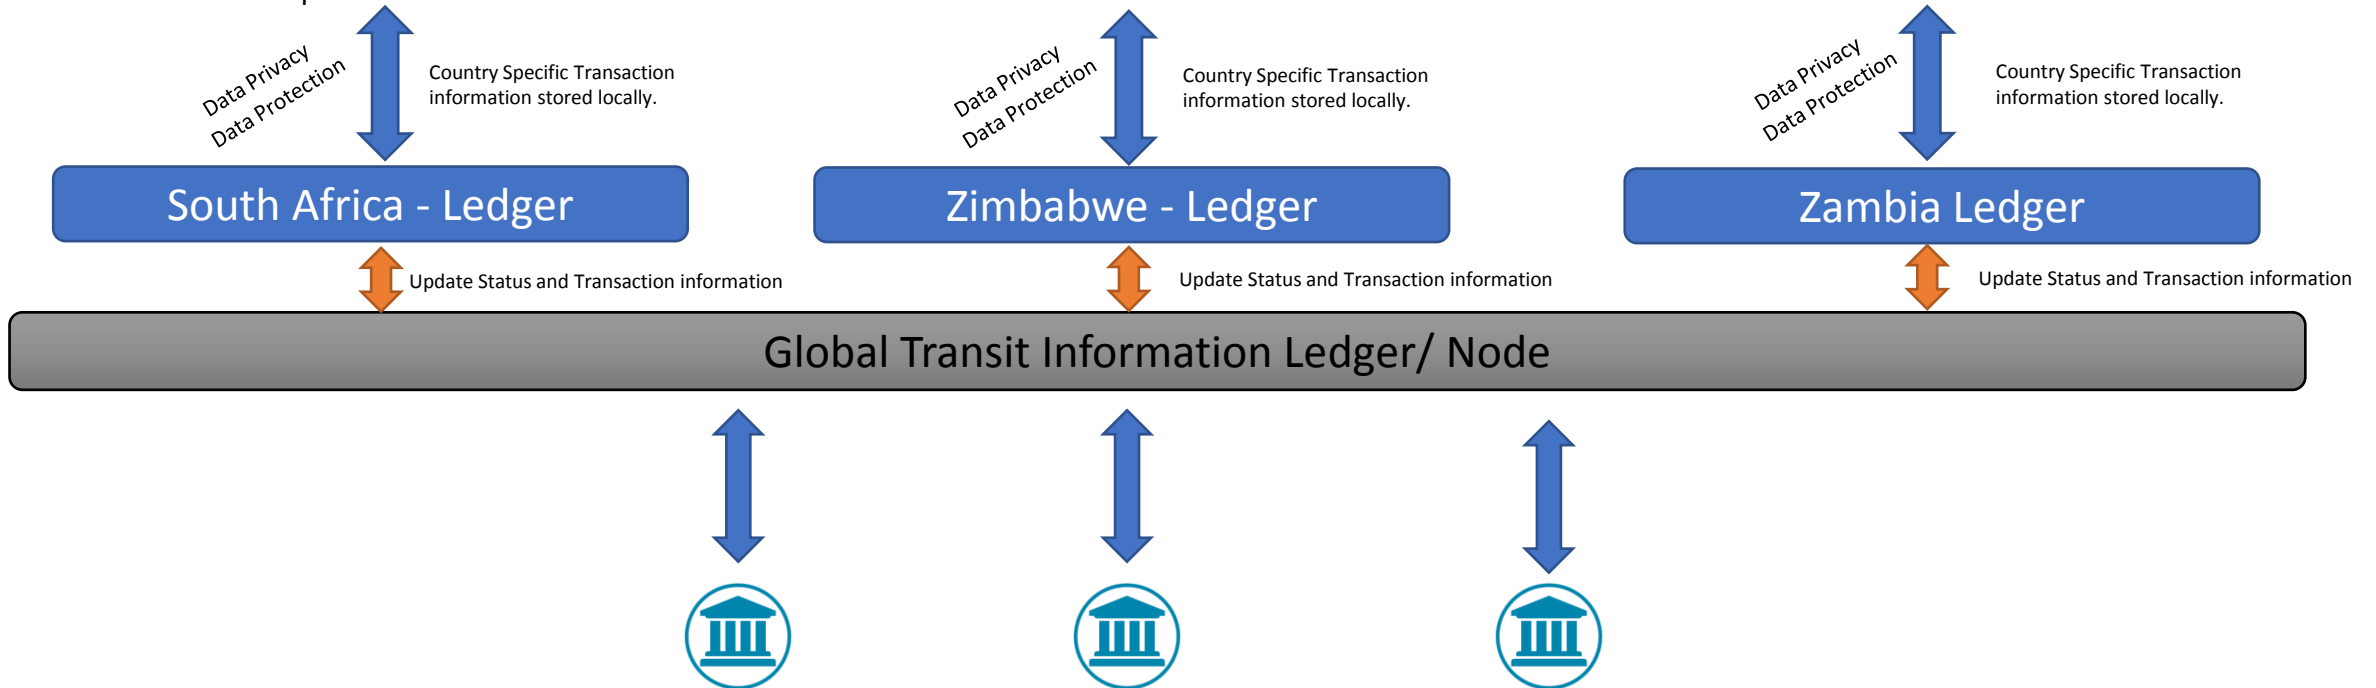 Data Privacy
Data Protection
Country Specific Transaction
information stored locally.
Data Privacy
Data Protection
Country Specific Transaction
information stored locally.
Data Privacy
Data Protection
Country Specific Transaction
information stored locally.
South Africa - Ledger
Zimbabwe - Ledger
Zambia Ledger
Update Status and Transaction information
Update Status and Transaction information
Update Status and Transaction information
Global Transit Information Ledger/ Node